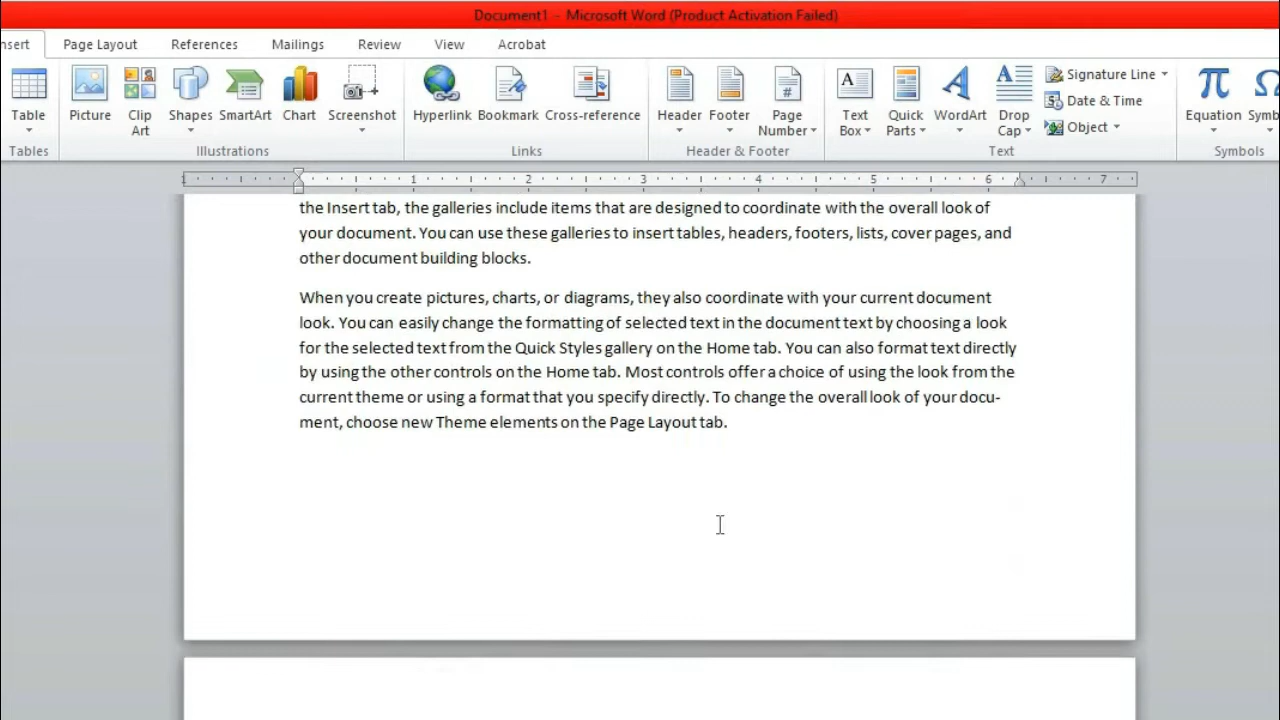 Document1 - Microsoft Word (Product Activation Failed)
nsert Page Layout References Mailings Review View Acrobat
Table Picture Clip Art Shapes SmartArt Chart Screenshot Hyperlink Bookmark Cross-reference Header Footer Page Number Text Box Quick Parts WordArt Drop Cap Signature Line Date & Time Object Equation Symb
Tables Illustrations Links Header & Footer Text Symbols
1 1 2 3 4 5 6 7
the Insert tab, the galleries include items that are designed to coordinate with the overall look of
your document. You can use these galleries to insert tables, headers, footers, lists, cover pages, and
other document building blocks.
When you create pictures, charts, or diagrams, they also coordinate with your current document
look. You can easily change the formatting of selected text in the document text by choosing a look
for the selected text from the Quick Styles gallery on the Home tab. You can also format text directly
by using the other controls on the Home tab. Most controls offer a choice of using the look from the
current theme or using a format that you specify directly. To change the overall look of your docu-
ment, choose new Theme elements on the Page Layout tab.